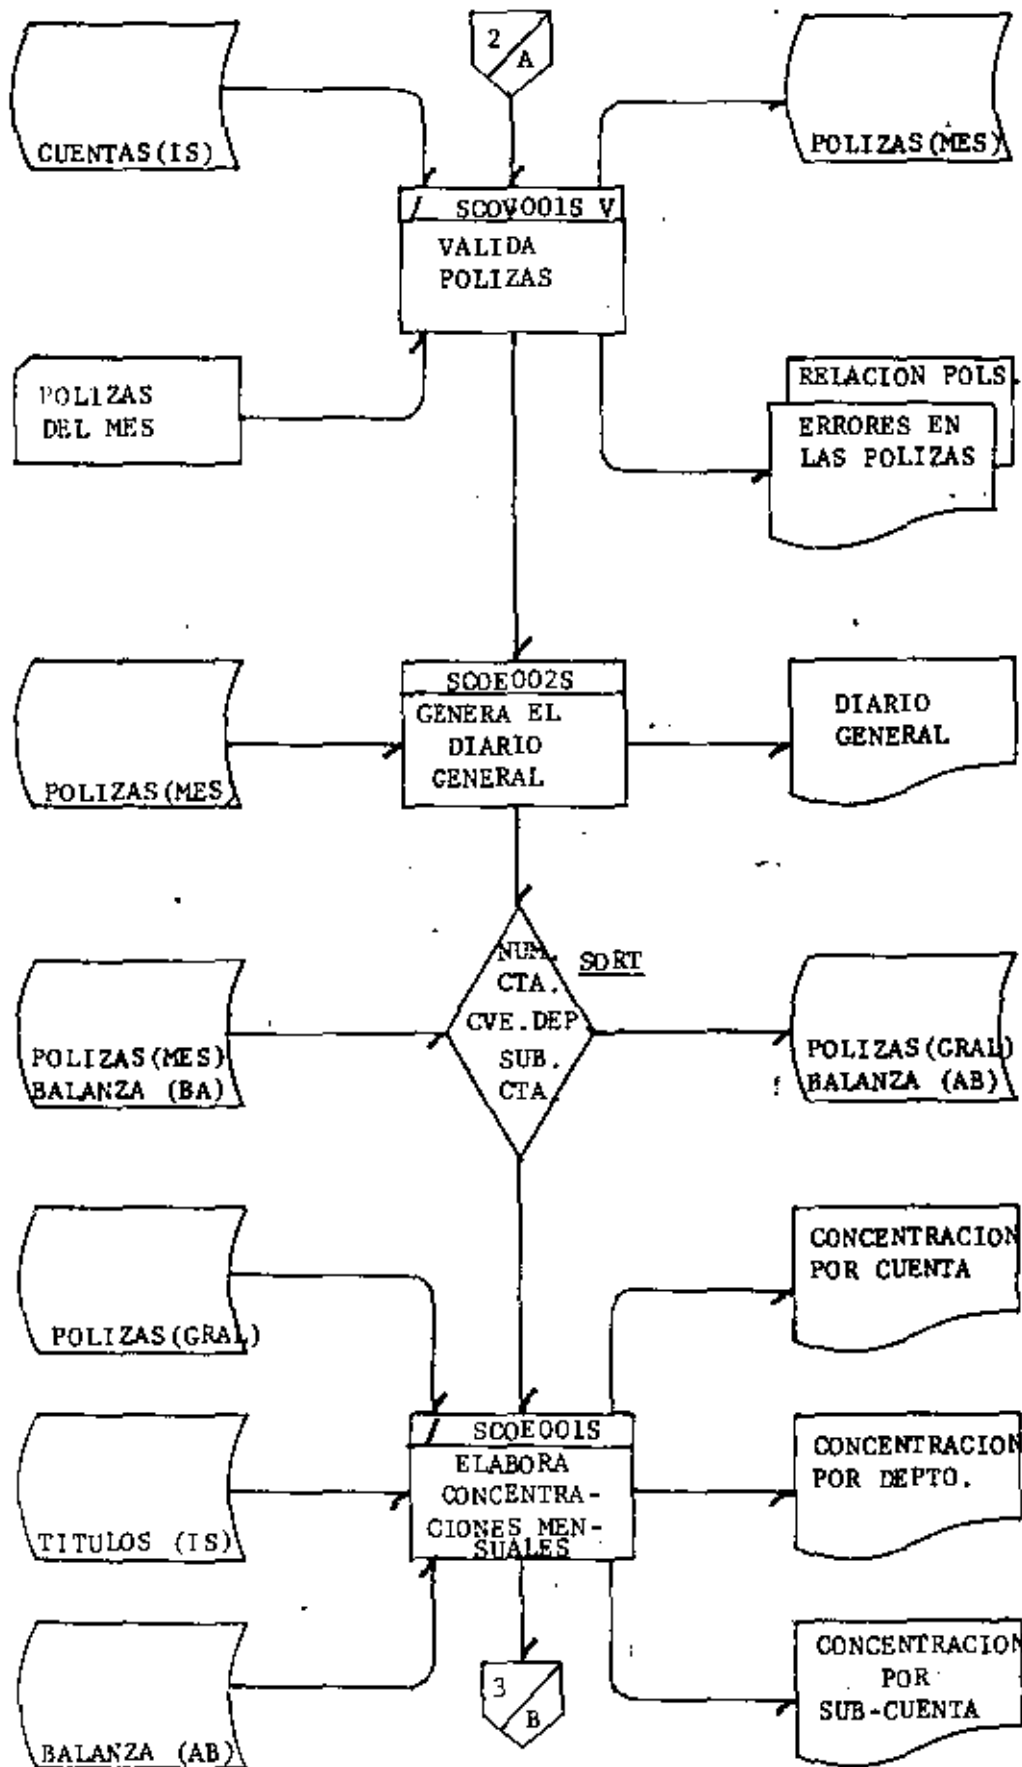 2
A
CUENTAS(IS)
POLIZAS(MES)
SCOV001S V
VALIDA
POLIZAS
POLIZAS
DEL MES
RELACION POLS.
ERRORES EN
LAS POLIZAS
SCOE002S
GENERA EL
DIARIO
GENERAL
POLIZAS(MES)
DIARIO
GENERAL
NUM.
CTA.
CVE.DEP
SUB.
CTA.
SORT
POLIZAS(MES)
BALANZA (BA)
POLIZAS(GRAL)
BALANZA (AB)
POLIZAS(GRAL)
CONCENTRACION
POR CUENTA
SCOE001S
ELABORA
CONCENTRA-
CIONES MEN-
SUALES
TITULOS (IS)
CONCENTRACION
POR DEPTO.
BALANZA (AB)
3
B
CONCENTRACION
POR
SUB-CUENTA